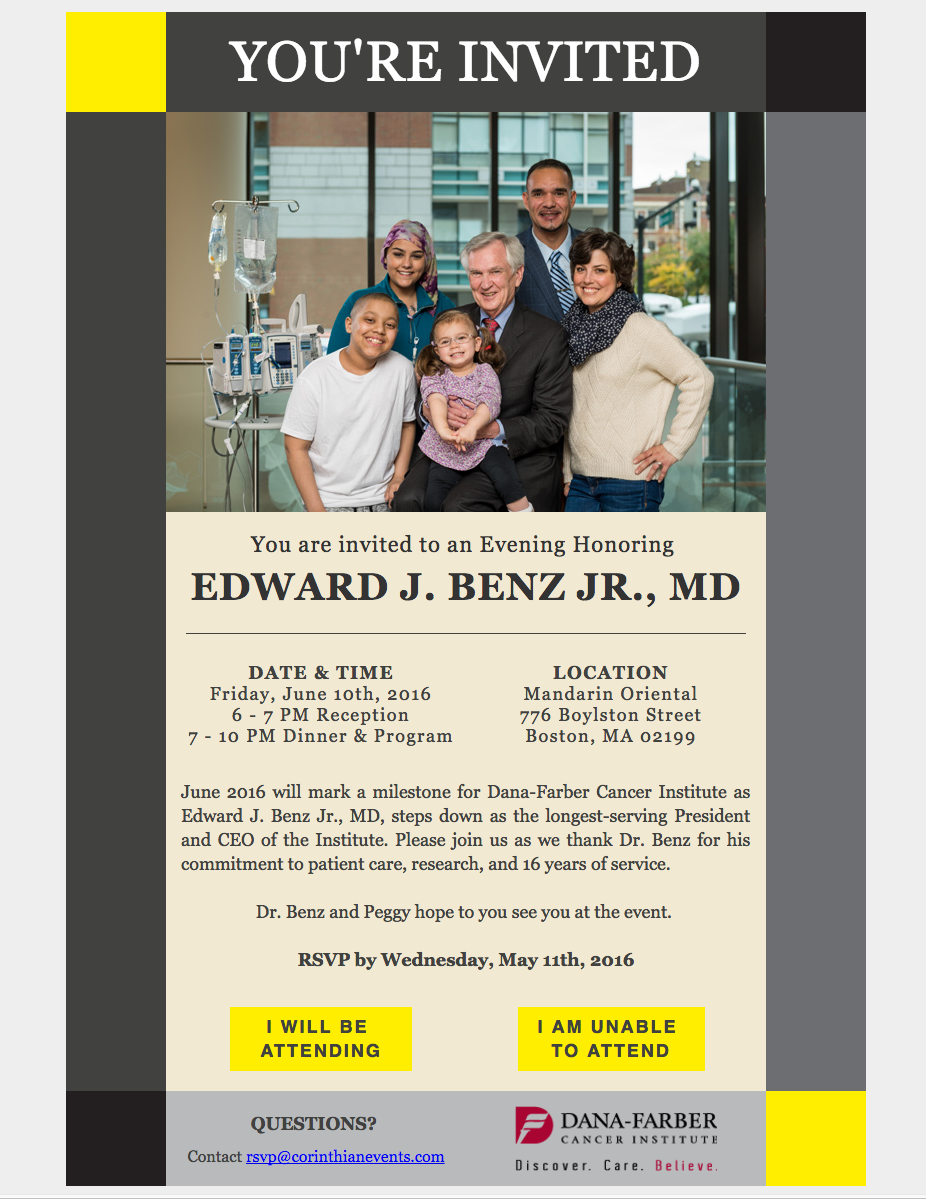 YOU'RE INVITED
You are invited to an Evening Honoring
EDWARD J. BENZ JR., MD
DATE & TIME
Friday, June 10th, 2016
6 - 7 PM Reception
7 - 10 PM Dinner & Program
LOCATION
Mandarin Oriental
776 Boylston Street
Boston, MA 02199
June 2016 will mark a milestone for Dana-Farber Cancer Institute as
Edward J. Benz Jr., MD, steps down as the longest-serving President
and CEO of the Institute. Please join us as we thank Dr. Benz for his
commitment to patient care, research, and 16 years of service.
Dr. Benz and Peggy hope to you see you at the event.
RSVP by Wednesday, May 11th, 2016
I WILL BE
ATTENDING
I AM UNABLE
TO ATTEND
QUESTIONS?
Contact rsvp@corinthianevents.com
DANA-FARBER
CANCER INSTITUTE
Discover. Care. Believe.